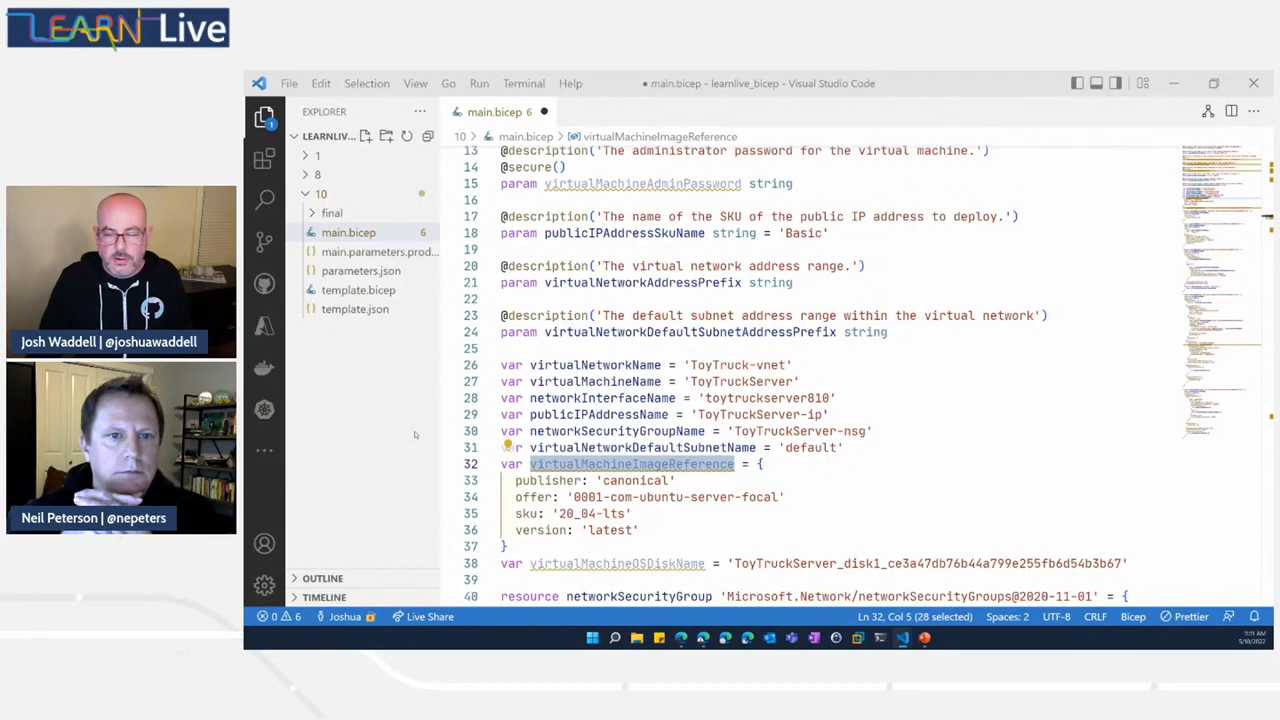 LEARN Live
File Edit Selection View Go Run Terminal Help
main.bicep - learnlive_bicep - Visual Studio Code
EXPLORER
main.bicep 6
LEARNLIV...
10 main.bicep virtualMachineImageReference
1
8
final
main.bicep 6
main.parameters.prod...
parameters.json
template.bicep
template.json
OUTLINE
TIMELINE
13 @description('The administrator password for the virtual machine.')
14 @secure()
15 param virtualMachineAdminPassword string
16
17 @description('The name of the SKU of the public IP address to deploy.')
18 param publicIPAddressSkuName string = 'Basic'
19
20 @description('The virtual network address range.')
21 param virtualNetworkAddressPrefix string
22
23 @description('The default subnet address range within the virtual network')
24 param virtualNetworkDefaultSubnetAddressPrefix string
25
26 var virtualNetworkName = 'ToyTruck-vnet'
27 var virtualMachineName = 'ToyTruckServer'
28 var networkInterfaceName = 'toytruckserver810'
29 var publicIPAddressName = 'ToyTruckServer-ip'
30 var networkSecurityGroupName = 'ToyTruckServer-nsg'
31 var virtualNetworkDefaultSubnetName = 'default'
32 var virtualMachineImageReference = {
33 publisher: 'canonical'
34 offer: '0001-com-ubuntu-server-focal'
35 sku: '20_04-lts'
36 version: 'latest'
37 }
38 var virtualMachineOSDiskName = 'ToyTruckServer_disk1_ce3a47db76b44a799e255fb6d54b3b67'
39
40 resource networkSecurityGroup 'Microsoft.Network/networkSecurityGroups@2020-11-01' = {
0 6 Joshua Live Share Ln 32, Col 5 (28 selected) Spaces: 2 UTF-8 CRLF Bicep Prettier
11:11 AM
5/10/2022
Josh Waddell | @joshuawaddell
Neil Peterson | @nepeters